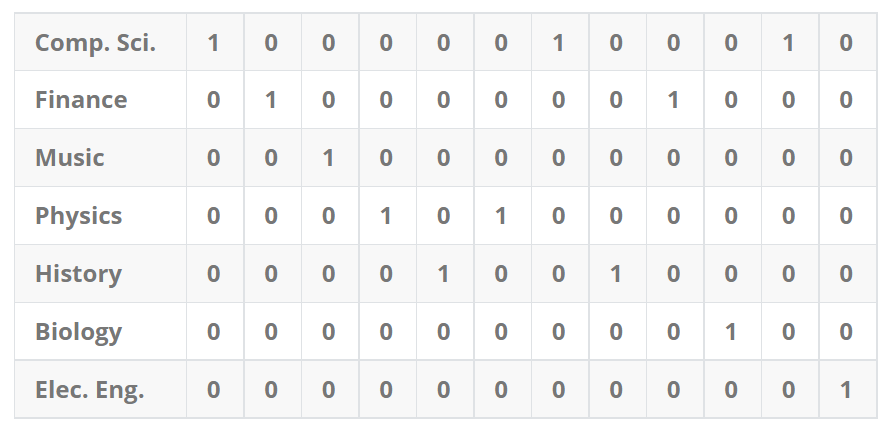 Comp. Sci. 1 0 0 0 0 0 1 0 0 0 1 0
Finance 0 1 0 0 0 0 0 0 1 0 0 0
Music 0 0 1 0 0 0 0 0 0 0 0 0
Physics 0 0 0 1 0 1 0 0 0 0 0 0
History 0 0 0 0 1 0 0 1 0 0 0 0
Biology 0 0 0 0 0 0 0 0 0 1 0 0
Elec. Eng. 0 0 0 0 0 0 0 0 0 0 0 1